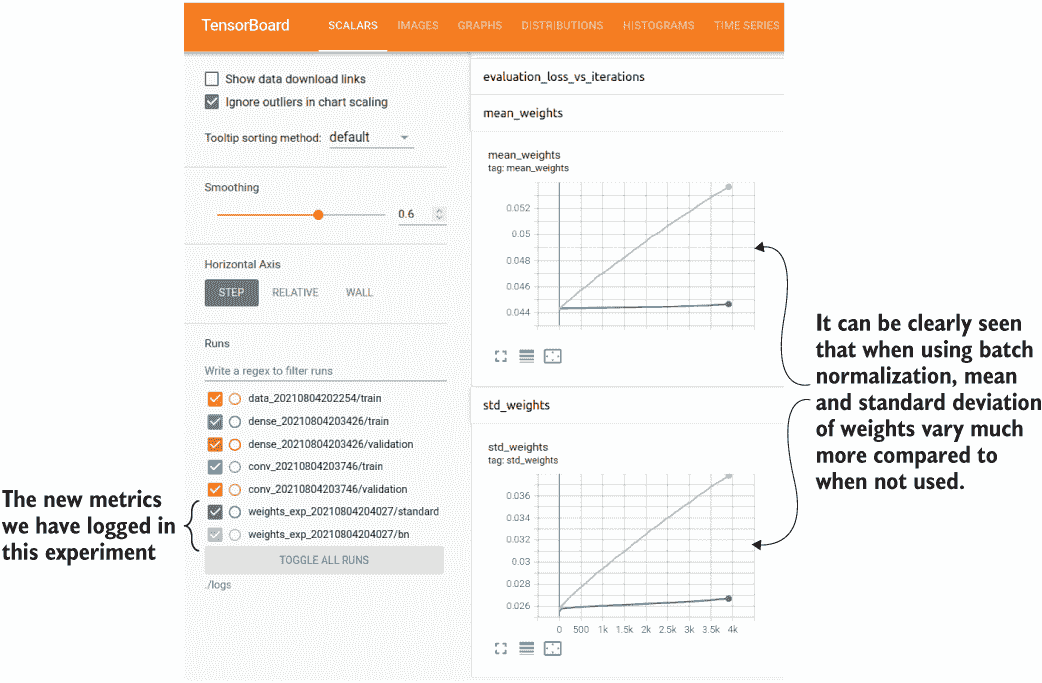 TensorBoard
SCALARS IMAGES GRAPHS DISTRIBUTIONS HISTOGRAMS TIME SERIES
Show data download links
Ignore outliers in chart scaling
Tooltip sorting method: default
Smoothing
0.6
Horizontal Axis
STEP RELATIVE WALL
Runs
Write a regex to filter runs
data_20210804202254/train
dense_20210804203426/train
dense_20210804203426/validation
conv_20210804203746/train
conv_20210804203746/validation
weights_exp_20210804204027/standard
weights_exp_20210804204027/bn
TOGGLE ALL RUNS
./logs
The new metrics
we have logged in
this experiment
evaluation_loss_vs_iterations
mean_weights
mean_weights
tag: mean_weights
0.052
0.05
0.048
0.046
0.044
std_weights
std_weights
tag: std_weights
0.036
0.034
0.032
0.03
0.028
0.026
0 500 1k 1.5k 2k 2.5k 3k 3.5k 4k
It can be clearly seen
that when using batch
normalization, mean
and standard deviation
of weights vary much
more compared to
when not used.